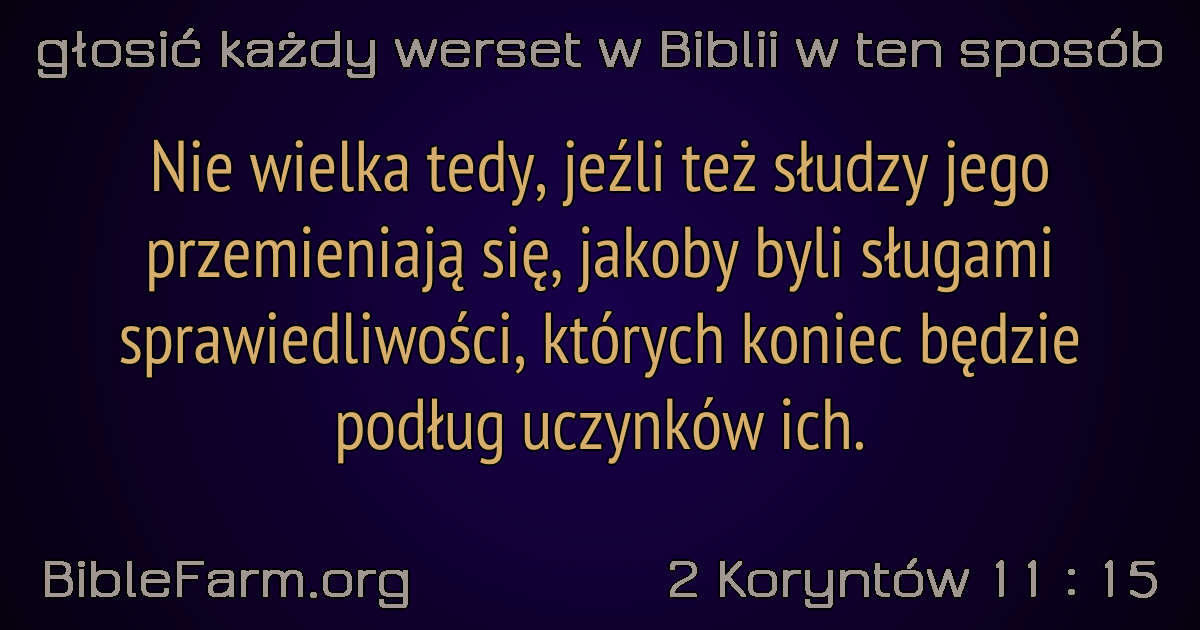 głosić każdy werset w Biblii w ten sposób
Nie wielka tedy, jeźli też słudzy jego
przemieniają się, jakoby byli sługami
sprawiedliwości, których koniec będzie
podług uczynków ich.
BibleFarm.org
2 Koryntów 11 : 15